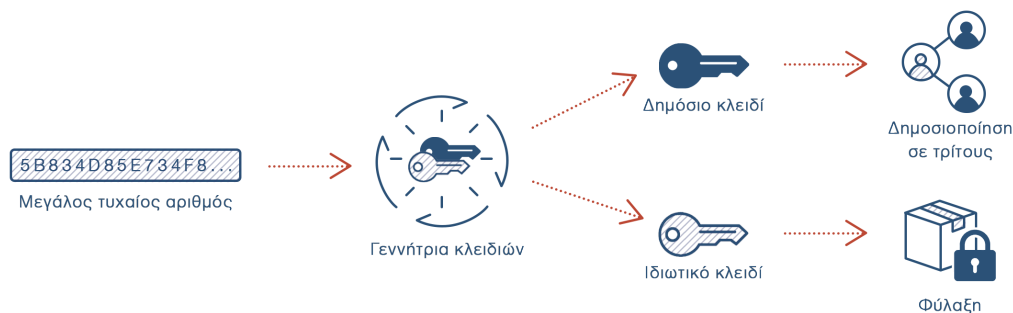 5B834D85E734F8...
Μεγάλος τυχαίος αριθμός
Γεννήτρια κλειδιών
Δημόσιο κλειδί
Δημοσιοποίηση
σε τρίτους
Ιδιωτικό κλειδί
Φύλαξη